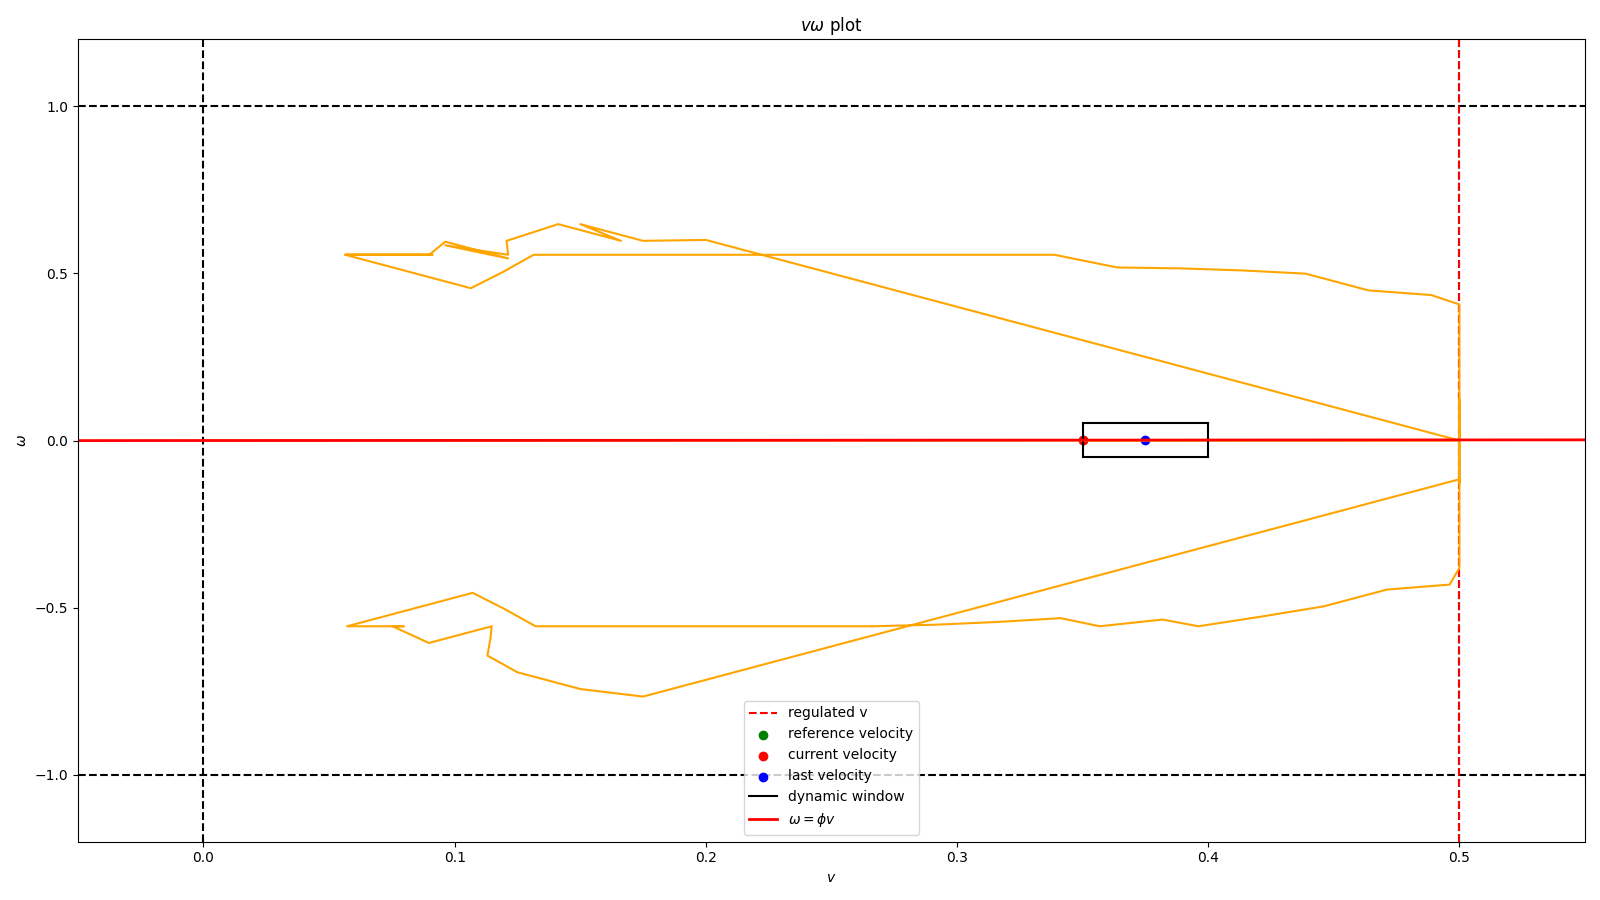 vω plot
1.0
0.5
0.0
−0.5
−1.0
ω
0.0 0.1 0.2 0.3 0.4 0.5
v
regulated v
reference velocity
current velocity
last velocity
dynamic window
ω = ϕv